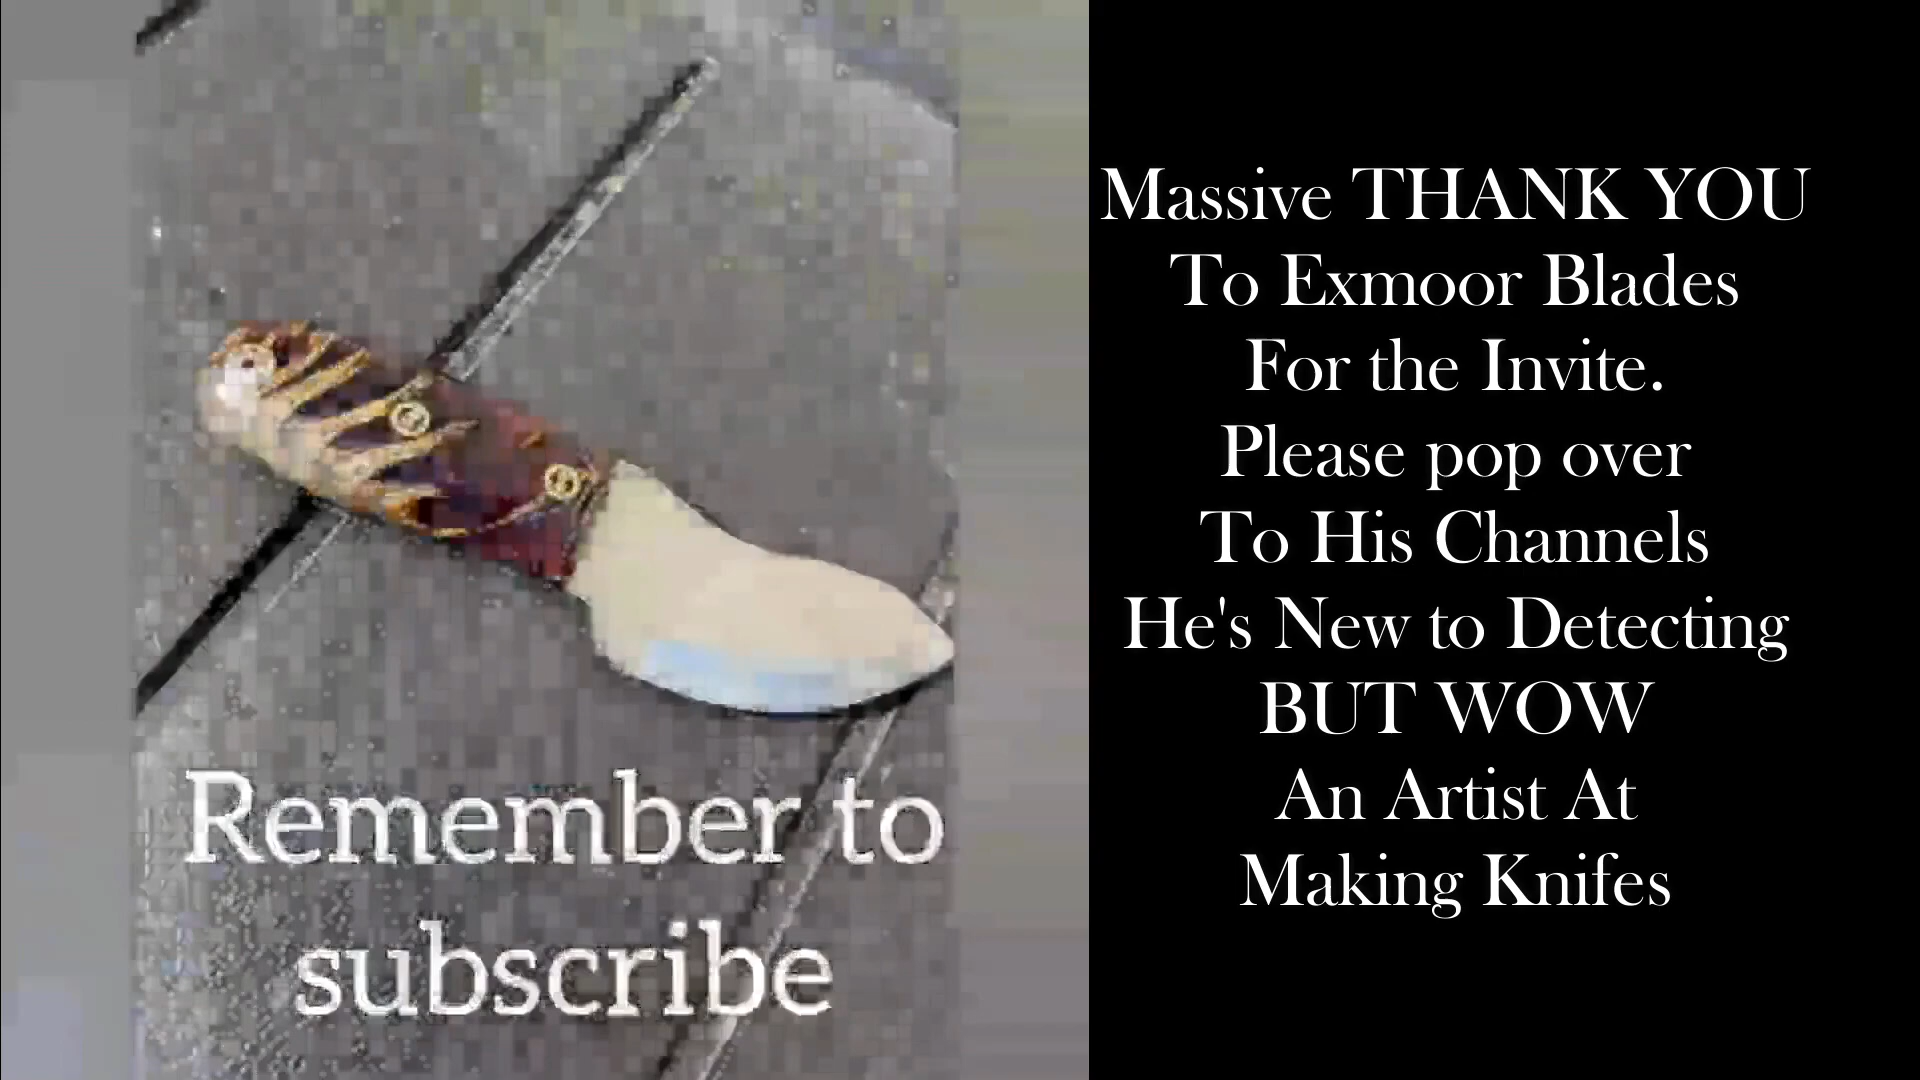 Remember to
subscribe
Massive THANK YOU
To Exmoor Blades
For the Invite.
Please pop over
To His Channels
He's New to Detecting
BUT WOW
An Artist At
Making Knifes